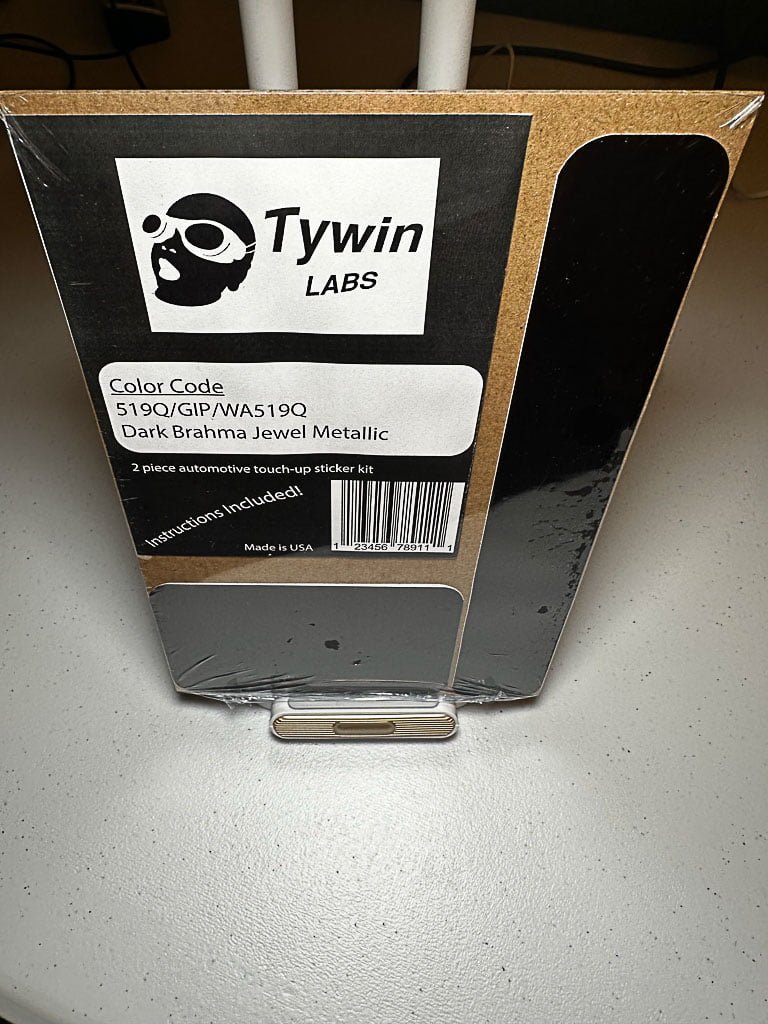 Tywin
LABS
Color Code
519Q/GIP/WA519Q
Dark Brahma Jewel Metallic
2 piece automotive touch-up sticker kit
Instructions Included!
Made is USA
1 23456 78911 1